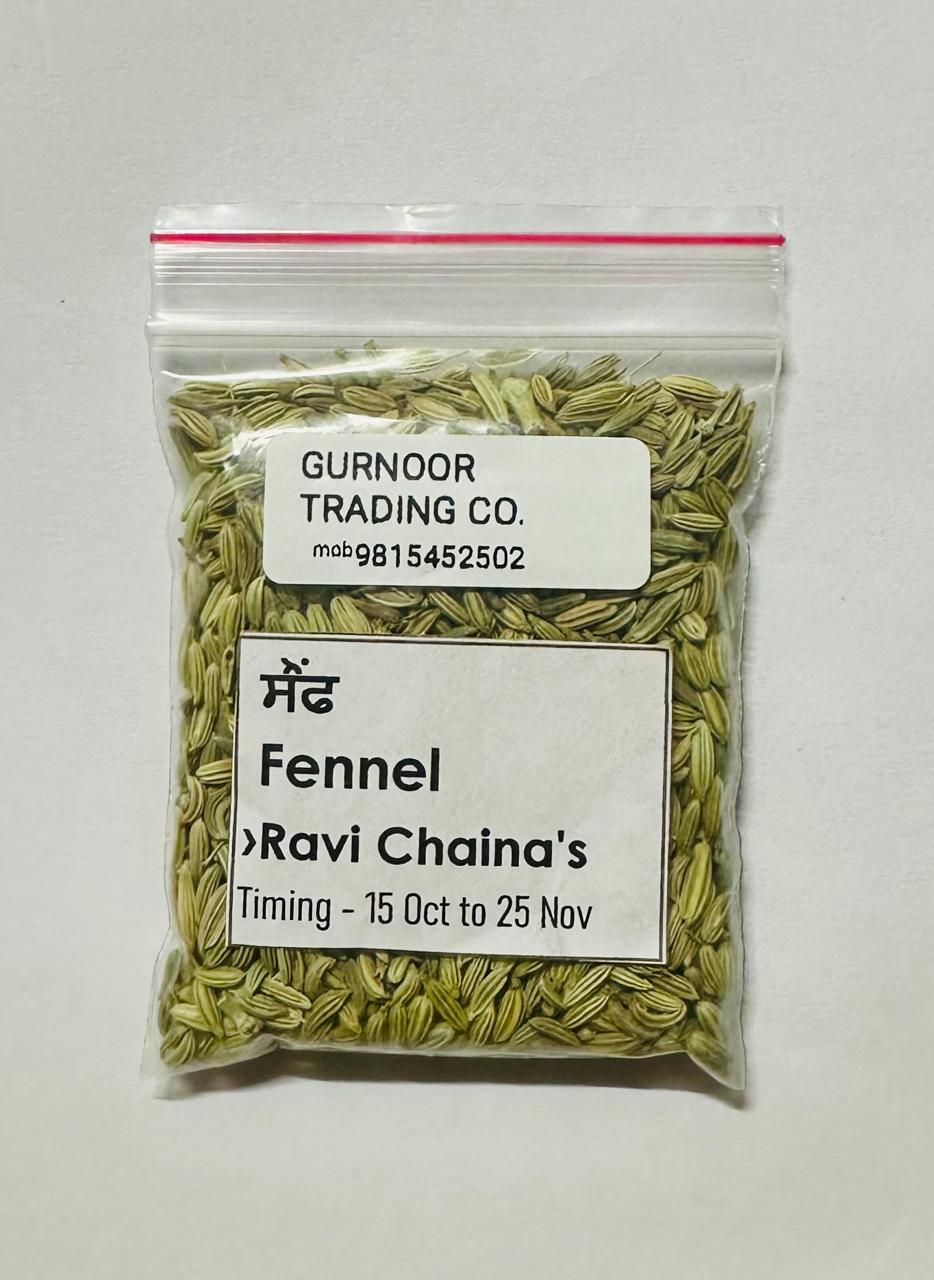 GURNOOR
TRADING CO.
mob9815452502
ਸੌਂਫ
Fennel
›Ravi Chaina's
Timing - 15 Oct to 25 Nov